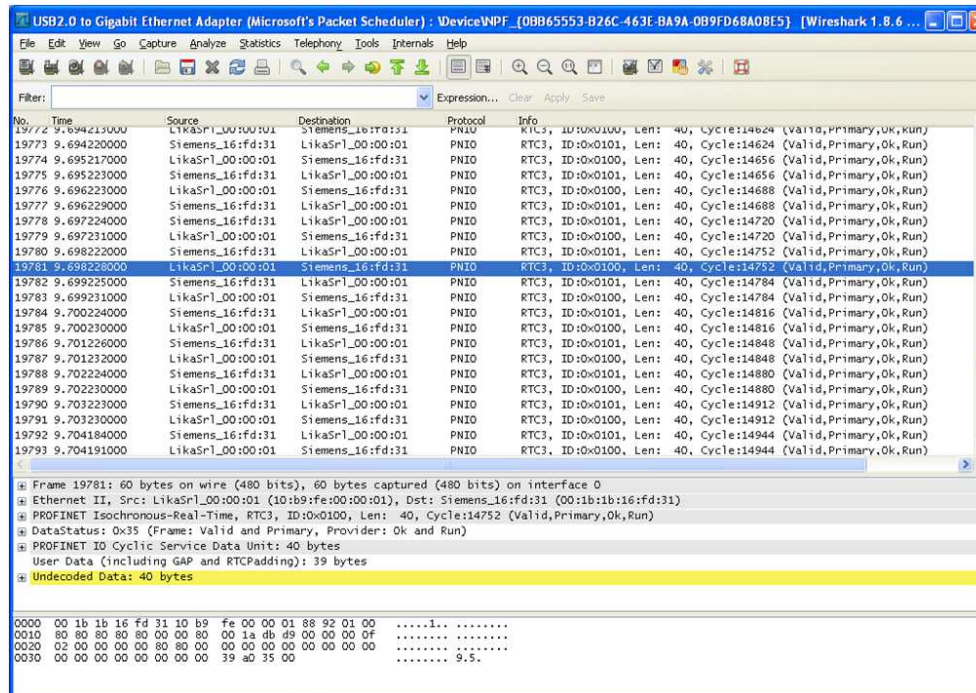 USB2.0 to Gigabit Ethernet Adapter (Microsoft's Packet Scheduler) : \Device\NPF_{0BB65553-B26C-463E-BA9A-0B9FD68A08E5} [Wireshark 1.8.6 ...
File Edit View Go Capture Analyze Statistics Telephony Tools Internals Help
Filter: Expression... Clear Apply Save
No. Time Source Destination Protocol Info
19772 9.694213000 LikaSrl_00:00:01 Siemens_16:fd:31 PNIO RTC3, ID:0x0100, Len: 40, Cycle:14624 (Valid,Primary,Ok,Run)
19773 9.694220000 Siemens_16:fd:31 LikaSrl_00:00:01 PNIO RTC3, ID:0x0101, Len: 40, Cycle:14624 (Valid,Primary,Ok,Run)
19774 9.695217000 LikaSrl_00:00:01 Siemens_16:fd:31 PNIO RTC3, ID:0x0100, Len: 40, Cycle:14656 (Valid,Primary,Ok,Run)
19775 9.695223000 Siemens_16:fd:31 LikaSrl_00:00:01 PNIO RTC3, ID:0x0101, Len: 40, Cycle:14656 (Valid,Primary,Ok,Run)
19776 9.696223000 LikaSrl_00:00:01 Siemens_16:fd:31 PNIO RTC3, ID:0x0100, Len: 40, Cycle:14688 (Valid,Primary,Ok,Run)
19777 9.696229000 Siemens_16:fd:31 LikaSrl_00:00:01 PNIO RTC3, ID:0x0101, Len: 40, Cycle:14688 (Valid,Primary,Ok,Run)
19778 9.697224000 Siemens_16:fd:31 LikaSrl_00:00:01 PNIO RTC3, ID:0x0101, Len: 40, Cycle:14720 (Valid,Primary,Ok,Run)
19779 9.697231000 LikaSrl_00:00:01 Siemens_16:fd:31 PNIO RTC3, ID:0x0100, Len: 40, Cycle:14720 (Valid,Primary,Ok,Run)
19780 9.698222000 Siemens_16:fd:31 LikaSrl_00:00:01 PNIO RTC3, ID:0x0101, Len: 40, Cycle:14752 (Valid,Primary,Ok,Run)
19781 9.698228000 LikaSrl_00:00:01 Siemens_16:fd:31 PNIO RTC3, ID:0x0100, Len: 40, Cycle:14752 (Valid,Primary,Ok,Run)
19782 9.699225000 Siemens_16:fd:31 LikaSrl_00:00:01 PNIO RTC3, ID:0x0101, Len: 40, Cycle:14784 (Valid,Primary,Ok,Run)
19783 9.699231000 LikaSrl_00:00:01 Siemens_16:fd:31 PNIO RTC3, ID:0x0100, Len: 40, Cycle:14784 (Valid,Primary,Ok,Run)
19784 9.700224000 Siemens_16:fd:31 LikaSrl_00:00:01 PNIO RTC3, ID:0x0101, Len: 40, Cycle:14816 (Valid,Primary,Ok,Run)
19785 9.700230000 LikaSrl_00:00:01 Siemens_16:fd:31 PNIO RTC3, ID:0x0100, Len: 40, Cycle:14816 (Valid,Primary,Ok,Run)
19786 9.701226000 Siemens_16:fd:31 LikaSrl_00:00:01 PNIO RTC3, ID:0x0101, Len: 40, Cycle:14848 (Valid,Primary,Ok,Run)
19787 9.701232000 LikaSrl_00:00:01 Siemens_16:fd:31 PNIO RTC3, ID:0x0100, Len: 40, Cycle:14848 (Valid,Primary,Ok,Run)
19788 9.702224000 Siemens_16:fd:31 LikaSrl_00:00:01 PNIO RTC3, ID:0x0101, Len: 40, Cycle:14880 (Valid,Primary,Ok,Run)
19789 9.702230000 LikaSrl_00:00:01 Siemens_16:fd:31 PNIO RTC3, ID:0x0100, Len: 40, Cycle:14880 (Valid,Primary,Ok,Run)
19790 9.703223000 Siemens_16:fd:31 LikaSrl_00:00:01 PNIO RTC3, ID:0x0101, Len: 40, Cycle:14912 (Valid,Primary,Ok,Run)
19791 9.703230000 LikaSrl_00:00:01 Siemens_16:fd:31 PNIO RTC3, ID:0x0100, Len: 40, Cycle:14912 (Valid,Primary,Ok,Run)
19792 9.704184000 Siemens_16:fd:31 LikaSrl_00:00:01 PNIO RTC3, ID:0x0101, Len: 40, Cycle:14944 (Valid,Primary,Ok,Run)
19793 9.704191000 LikaSrl_00:00:01 Siemens_16:fd:31 PNIO RTC3, ID:0x0100, Len: 40, Cycle:14944 (Valid,Primary,Ok,Run)
Frame 19781: 60 bytes on wire (480 bits), 60 bytes captured (480 bits) on interface 0
Ethernet II, Src: LikaSrl_00:00:01 (10:b9:fe:00:00:01), Dst: Siemens_16:fd:31 (00:1b:1b:16:fd:31)
PROFINET Isochronous-Real-Time, RTC3, ID:0x0100, Len: 40, Cycle:14752 (Valid,Primary,Ok,Run)
DataStatus: 0x35 (Frame: Valid and Primary, Provider: Ok and Run)
PROFINET IO Cyclic Service Data Unit: 40 bytes
User Data (including GAP and RTCPadding): 39 bytes
Undecoded Data: 40 bytes
0000 00 1b 1b 16 fd 31 10 b9 fe 00 00 01 88 92 01 00 .....1.. ........
0010 80 80 80 80 80 00 00 80 00 1a db d9 00 00 00 0f ........ ........
0020 02 00 00 00 00 80 80 00 00 00 00 00 00 00 00 00 ........ ........
0030 00 00 00 00 00 00 00 00 39 a0 35 00 ........ 9.5.